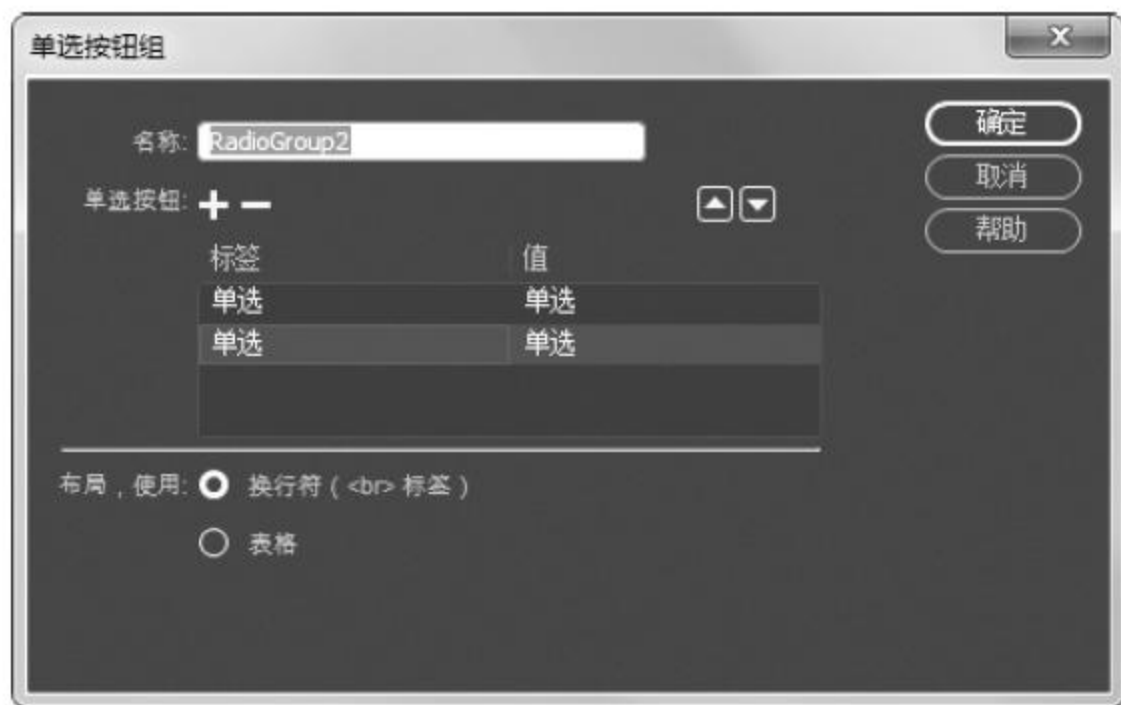 单选按钮组
名称: RadioGroup2
确定
取消
帮助
单选按钮:
标签 值
单选 单选
单选 单选
布局，使用: 换行符（<br> 标签）
表格